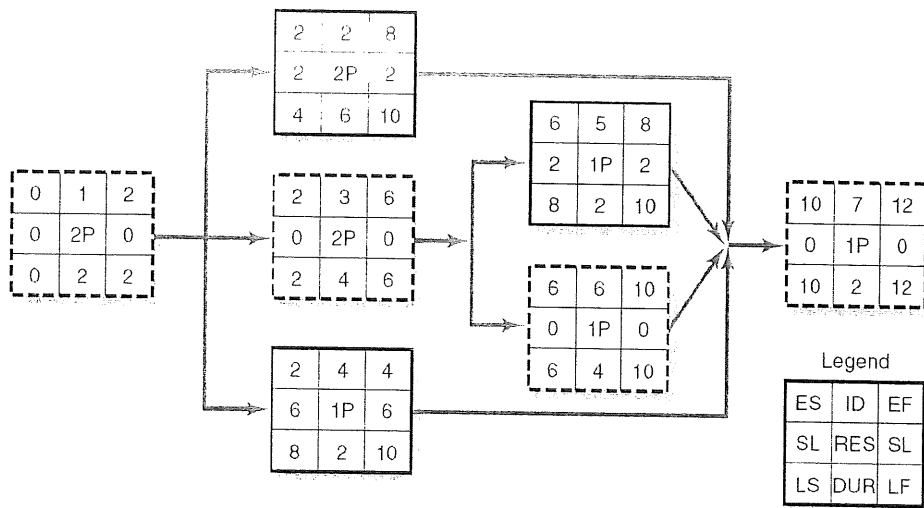 2 2 8
2 2P 2
4 6 10
6 5 8
2 1P 2
8 2 10
0 1 2
0 2P 0
0 2 2
2 3 6
0 2P 0
2 4 6
10 7 12
0 1P 0
10 2 12
6 6 10
0 1P 0
6 4 10
2 4 4
6 1P 6
8 2 10
Legend
ES ID EF
SL RES SL
LS DUR LF